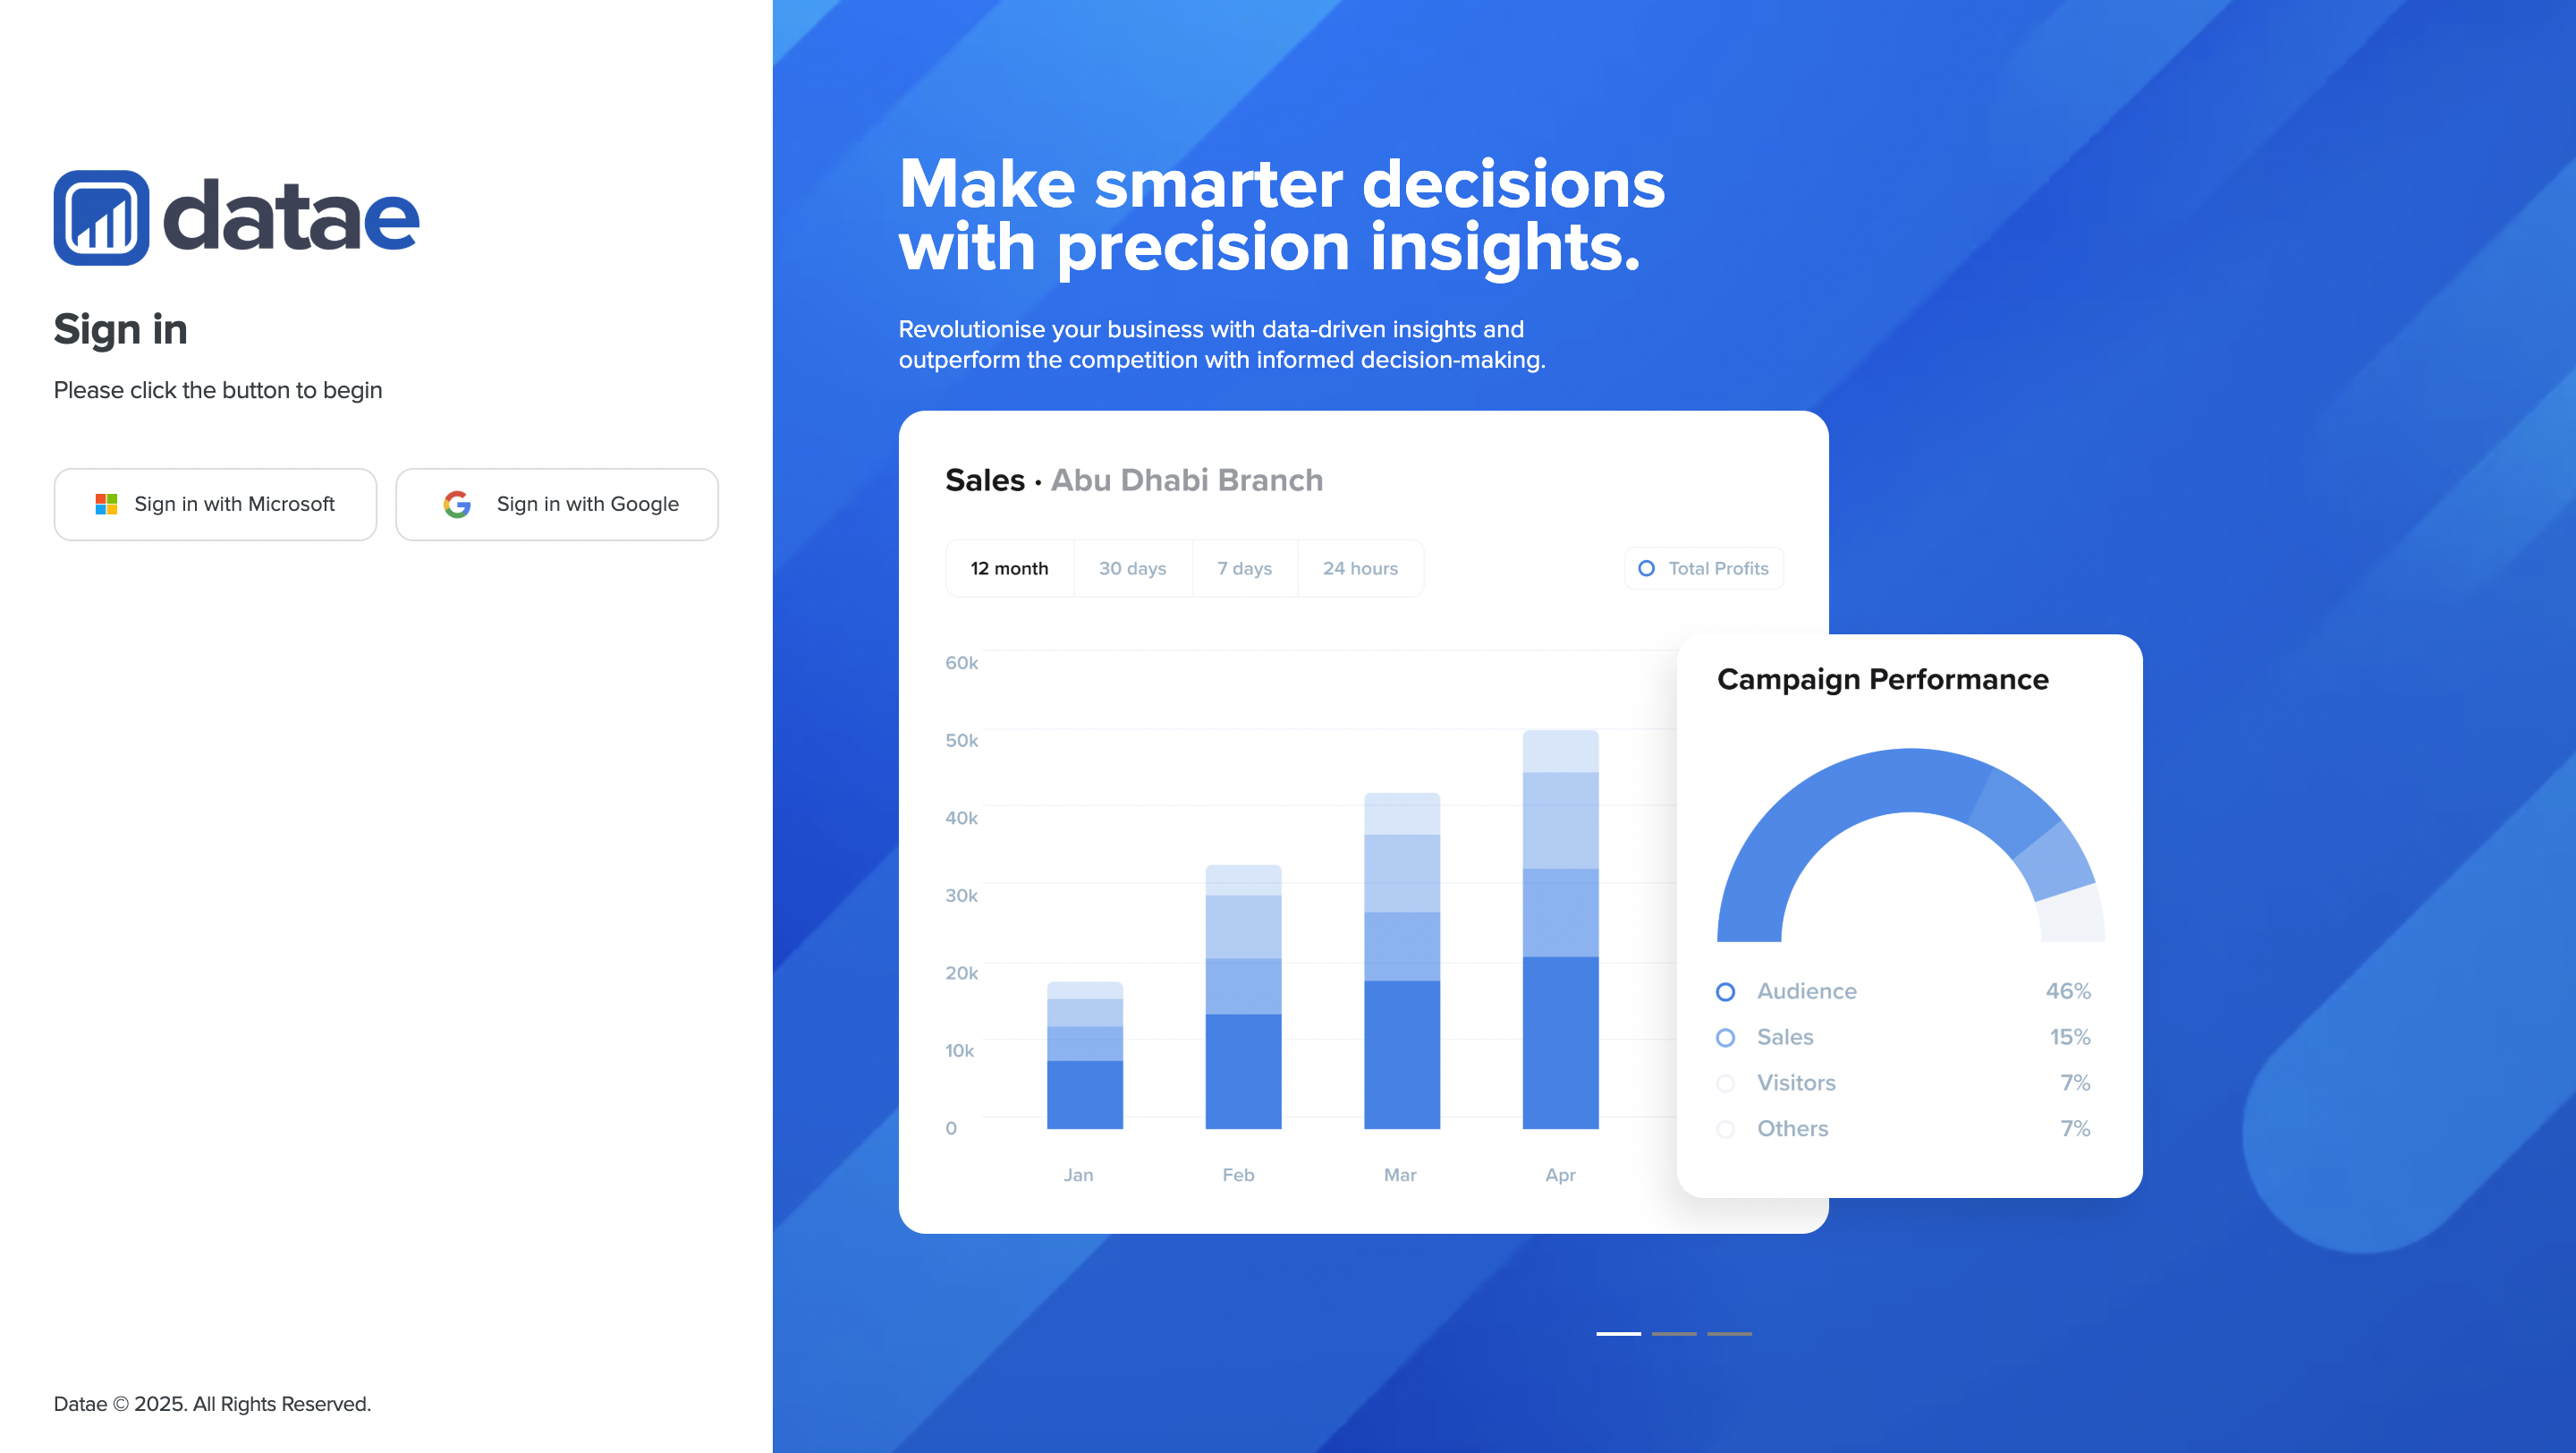 datae
Sign in
Please click the button to begin
Sign in with Microsoft
Sign in with Google
Datae © 2025. All Rights Reserved.
Make smarter decisions
with precision insights.
Revolutionise your business with data-driven insights and
outperform the competition with informed decision-making.
Sales · Abu Dhabi Branch
12 month
30 days
7 days
24 hours
Total Profits
60k
50k
40k
30k
20k
10k
0
Jan
Feb
Mar
Apr
Campaign Performance
Audience 46%
Sales 15%
Visitors 7%
Others 7%